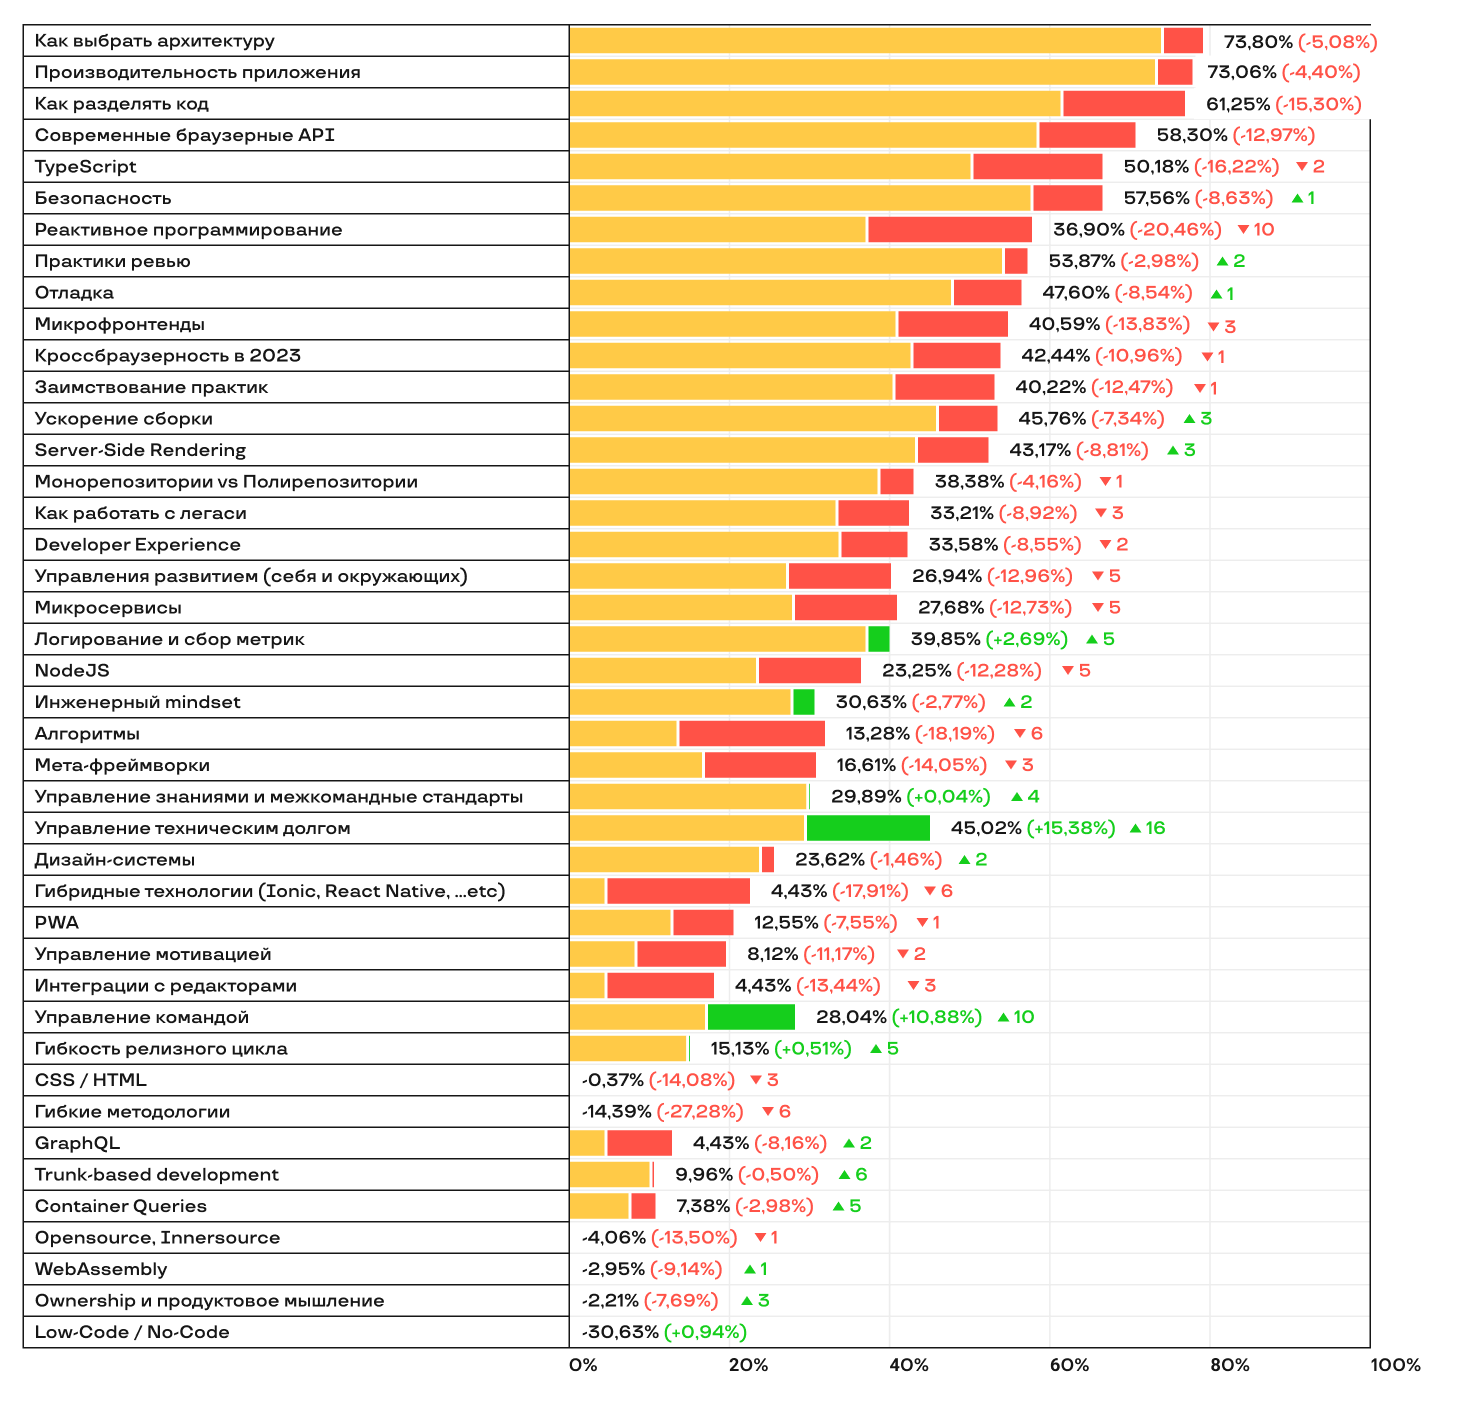 Как выбрать архитектуру 73,80% (-5,08%)
Производительность приложения 73,06% (-4,40%)
Как разделять код 61,25% (-15,30%)
Современные браузерные API 58,30% (-12,97%)
TypeScript 50,18% (-16,22%) ▼ 2
Безопасность 57,56% (-8,63%) ▲ 1
Реактивное программирование 36,90% (-20,46%) ▼ 10
Практики ревью 53,87% (-2,98%) ▲ 2
Отладка 47,60% (-8,54%) ▲ 1
Микрофронтенды 40,59% (-13,83%) ▼ 3
Кроссбраузерность в 2023 42,44% (-10,96%) ▼ 1
Заимствование практик 40,22% (-12,47%) ▼ 1
Ускорение сборки 45,76% (-7,34%) ▲ 3
Server-Side Rendering 43,17% (-8,81%) ▲ 3
Монорепозитории vs Полирепозитории 38,38% (-4,16%) ▼ 1
Как работать с легаси 33,21% (-8,92%) ▼ 3
Developer Experience 33,58% (-8,55%) ▼ 2
Управления развитием (себя и окружающих) 26,94% (-12,96%) ▼ 5
Микросервисы 27,68% (-12,73%) ▼ 5
Логирование и сбор метрик 39,85% (+2,69%) ▲ 5
NodeJS 23,25% (-12,28%) ▼ 5
Инженерный mindset 30,63% (-2,77%) ▲ 2
Алгоритмы 13,28% (-18,19%) ▼ 6
Мета-фреймворки 16,61% (-14,05%) ▼ 3
Управление знаниями и межкомандные стандарты 29,89% (+0,04%) ▲ 4
Управление техническим долгом 45,02% (+15,38%) ▲ 16
Дизайн-системы 23,62% (-1,46%) ▲ 2
Гибридные технологии (Ionic, React Native, ...etc) 4,43% (-17,91%) ▼ 6
PWA 12,55% (-7,55%) ▼ 1
Управление мотивацией 8,12% (-11,17%) ▼ 2
Интеграции с редакторами 4,43% (-13,44%) ▼ 3
Управление командой 28,04% (+10,88%) ▲ 10
Гибкость релизного цикла 15,13% (+0,51%) ▲ 5
CSS / HTML -0,37% (-14,08%) ▼ 3
Гибкие методологии -14,39% (-27,28%) ▼ 6
GraphQL 4,43% (-8,16%) ▲ 2
Trunk-based development 9,96% (-0,50%) ▲ 6
Container Queries 7,38% (-2,98%) ▲ 5
Opensource, Innersource -4,06% (-13,50%) ▼ 1
WebAssembly -2,95% (-9,14%) ▲ 1
Ownership и продуктовое мышление -2,21% (-7,69%) ▲ 3
Low-Code / No-Code -30,63% (+0,94%)
0% 20% 40% 60% 80% 100%